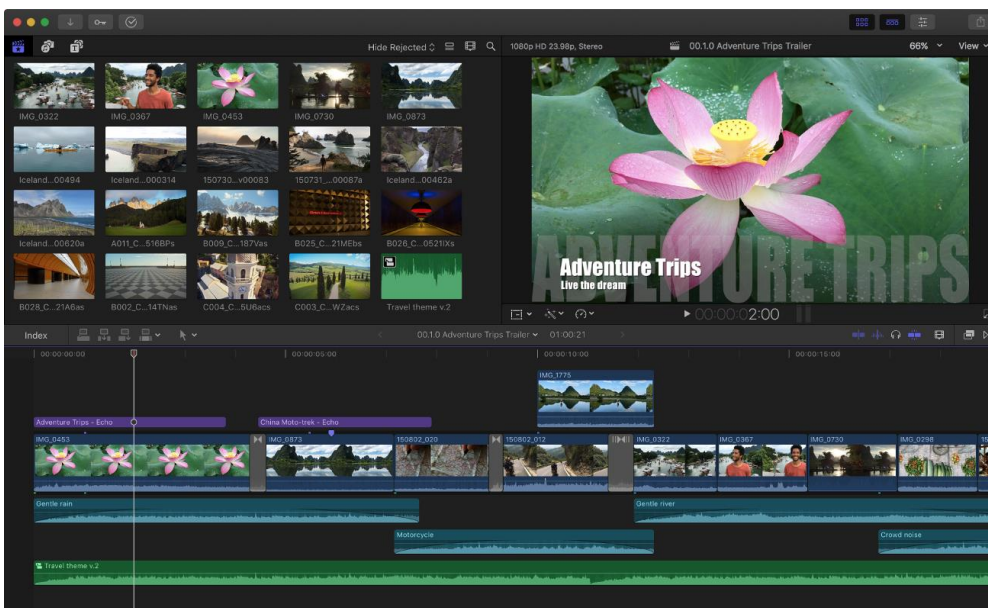 Hide Rejected
1080p HD 23.98p, Stereo
00.1.0 Adventure Trips Trailer
66%
View
IMG_0322
IMG_0367
IMG_0453
IMG_0730
IMG_0873
Iceland...00494
Iceland...000314
150730...v00083
150731_...00087a
Iceland...00462a
Iceland...00620a
A011_C...516BPs
B009_C...187Vas
B025_C...21MEbs
B026_C...0521IXs
B028_C...21A6as
B002_C...14TNas
C004_C...5U6acs
C003_C...WZacs
Travel theme v.2
ADVENTURE TRIPS
Adventure Trips
Live the dream
00:00:02:00
Index
00.1.0 Adventure Trips Trailer
01:00:21
00:00:00:00
00:00:05:00
00:00:10:00
00:00:15:00
IMG_1775
Adventure Trips - Echo
China Moto-trek - Echo
IMG_0453
IMG_0873
150802_020
150802_012
IMG_0322
IMG_0367
IMG_0730
IMG_0298
15
Gentle rain
Gentle river
Motorcycle
Crowd noise
Travel theme v.2